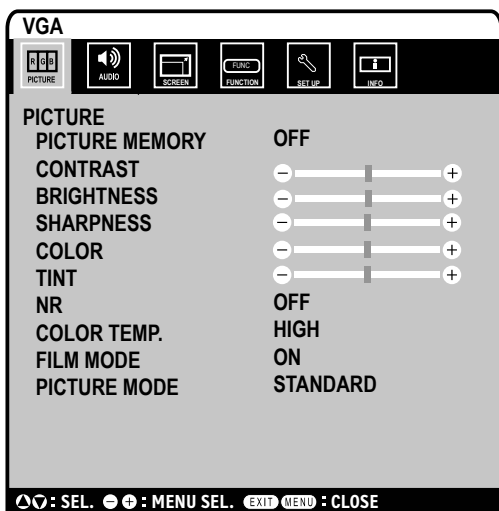 VGA
RGB PICTURE AUDIO SCREEN FUNC FUNCTION SET UP INFO
PICTURE
PICTURE MEMORY OFF
CONTRAST
BRIGHTNESS
SHARPNESS
COLOR
TINT
NR OFF
COLOR TEMP. HIGH
FILM MODE ON
PICTURE MODE STANDARD
: SEL. : MENU SEL. EXIT MENU : CLOSE